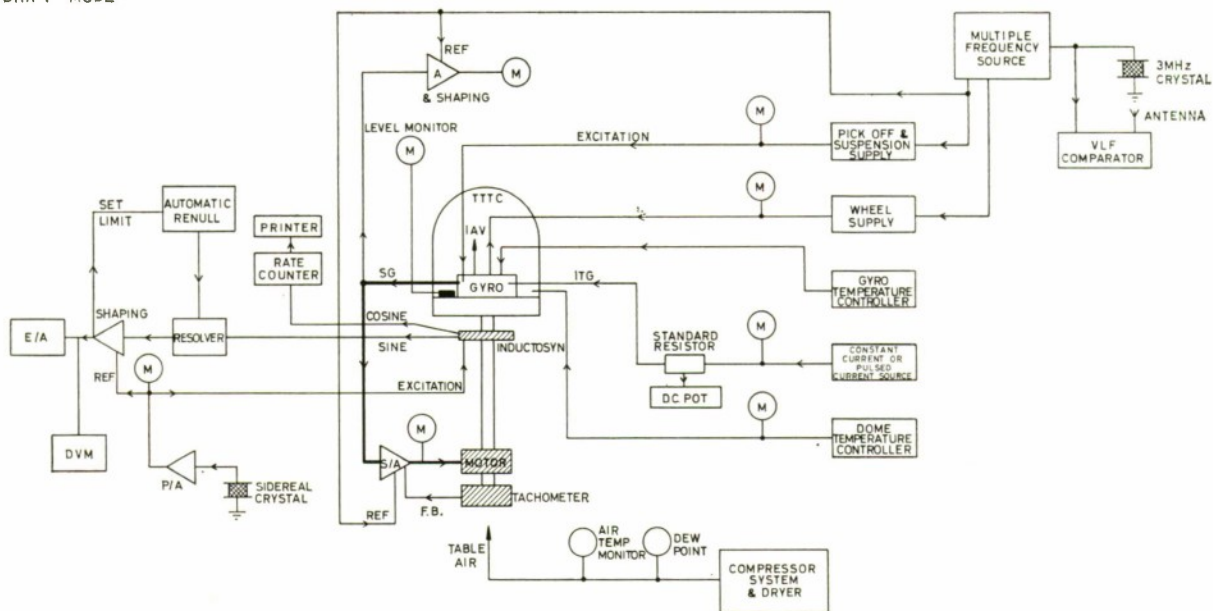 REF
A
M
& SHAPING
LEVEL MONITOR
M
EXCITATION
M
PICK OFF &
SUSPENSION
SUPPLY
MULTIPLE
FREQUENCY
SOURCE
3MHz
CRYSTAL
ANTENNA
VLF
COMPARATOR
SET
LIMIT
AUTOMATIC
RENULL
PRINTER
RATE
COUNTER
TTTC
IAV
M
WHEEL
SUPPLY
SG
GYRO
ITG
GYRO
TEMPERATURE
CONTROLLER
SHAPING
E/A
RESOLVER
COSINE
SINE
INDUCTOSYN
STANDARD
RESISTOR
M
CONSTANT
CURRENT OR
PULSED
CURRENT SOURCE
REF
M
EXCITATION
D.C. POT
M
DOME
TEMPERATURE
CONTROLLER
DVM
P/A
SIDEREAL
CRYSTAL
M
S/A
MOTOR
TACHOMETER
F.B.
REF
TABLE
AIR
AIR
TEMP
MONITOR
DEW
POINT
COMPRESSOR
SYSTEM
& DRYER